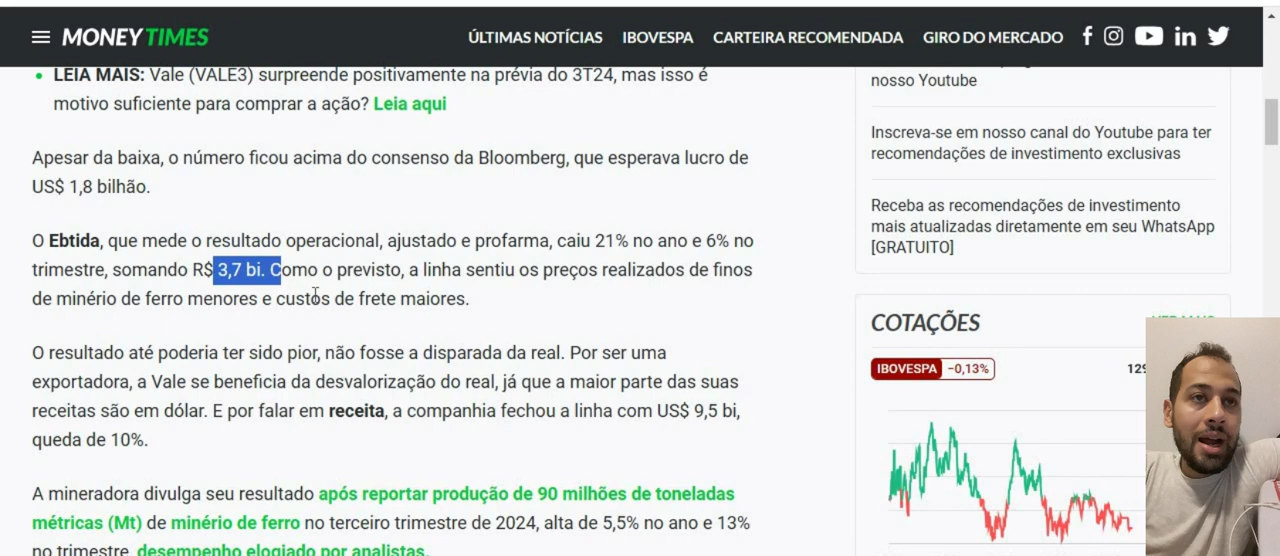 MONEY TIMES
ÚLTIMAS NOTÍCIAS IBOVESPA CARTEIRA RECOMENDADA GIRO DO MERCADO
LEIA MAIS: Vale (VALE3) surpreende positivamente na prévia do 3T24, mas isso é
motivo suficiente para comprar a ação? Leia aqui
Apesar da baixa, o número ficou acima do consenso da Bloomberg, que esperava lucro de
US$ 1,8 bilhão.
O Ebtida, que mede o resultado operacional, ajustado e profarma, caiu 21% no ano e 6% no
trimestre, somando R$ 3,7 bi. Como o previsto, a linha sentiu os preços realizados de finos
de minério de ferro menores e custos de frete maiores.
O resultado até poderia ter sido pior, não fosse a disparada da real. Por ser uma
exportadora, a Vale se beneficia da desvalorização do real, já que a maior parte das suas
receitas são em dólar. E por falar em receita, a companhia fechou a linha com US$ 9,5 bi,
queda de 10%.
A mineradora divulga seu resultado após reportar produção de 90 milhões de toneladas
métricas (Mt) de minério de ferro no terceiro trimestre de 2024, alta de 5,5% no ano e 13%
no trimestre, desempenho elogiado por analistas.
nosso Youtube
Inscreva-se em nosso canal do Youtube para ter
recomendações de investimento exclusivas
Receba as recomendações de investimento
mais atualizadas diretamente em seu WhatsApp
[GRATUITO]
COTAÇÕES
IBOVESPA -0,13% 129